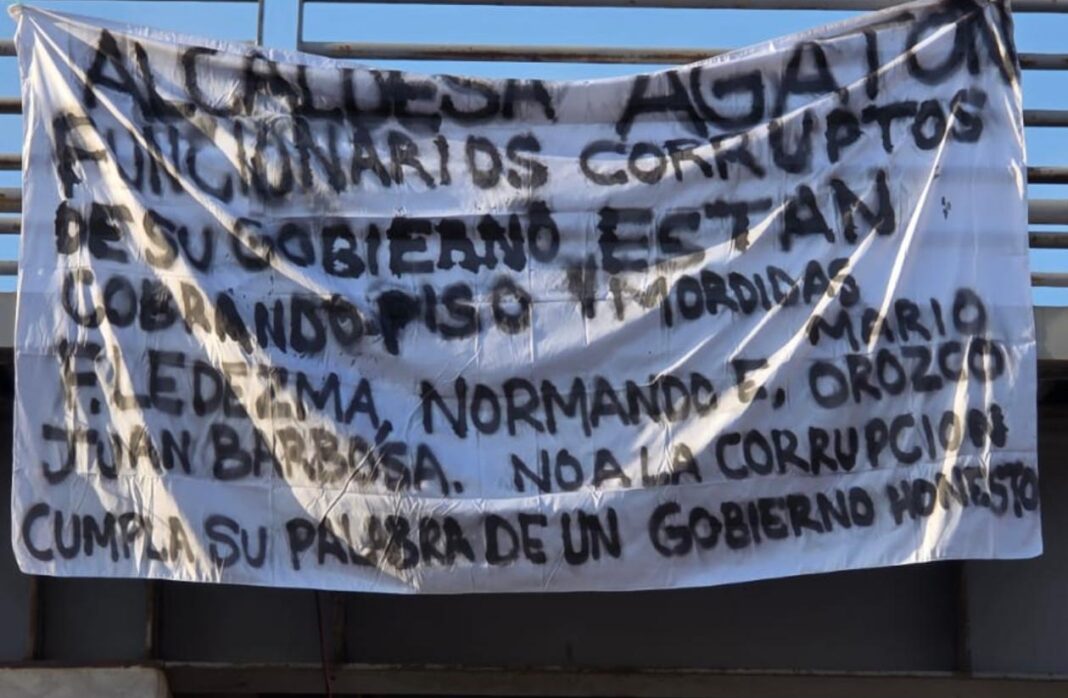 ALCALDESA AGATON
FUNCIONARIOS CORRUPTOS
DE SU GOBIERNO, ESTAN
COBRANDO PISO Y MORDIDAS
MARIO
F. LEDEZMA, NORMANDO E, OROZCO
JUAN BARBOSA. NO A LA CORRUPCION
CUMPLA SU PALABRA DE UN GOBIERNO HONESTO